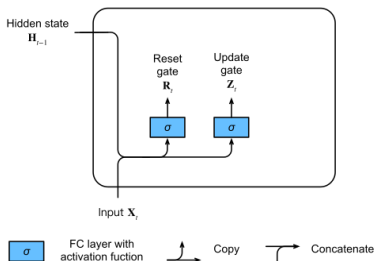 Hidden state
H_{t−1}
Reset
gate
R_t
Update
gate
Z_t
σ
σ
Input X_t
σ
FC layer with
activation fuction
Copy
Concatenate